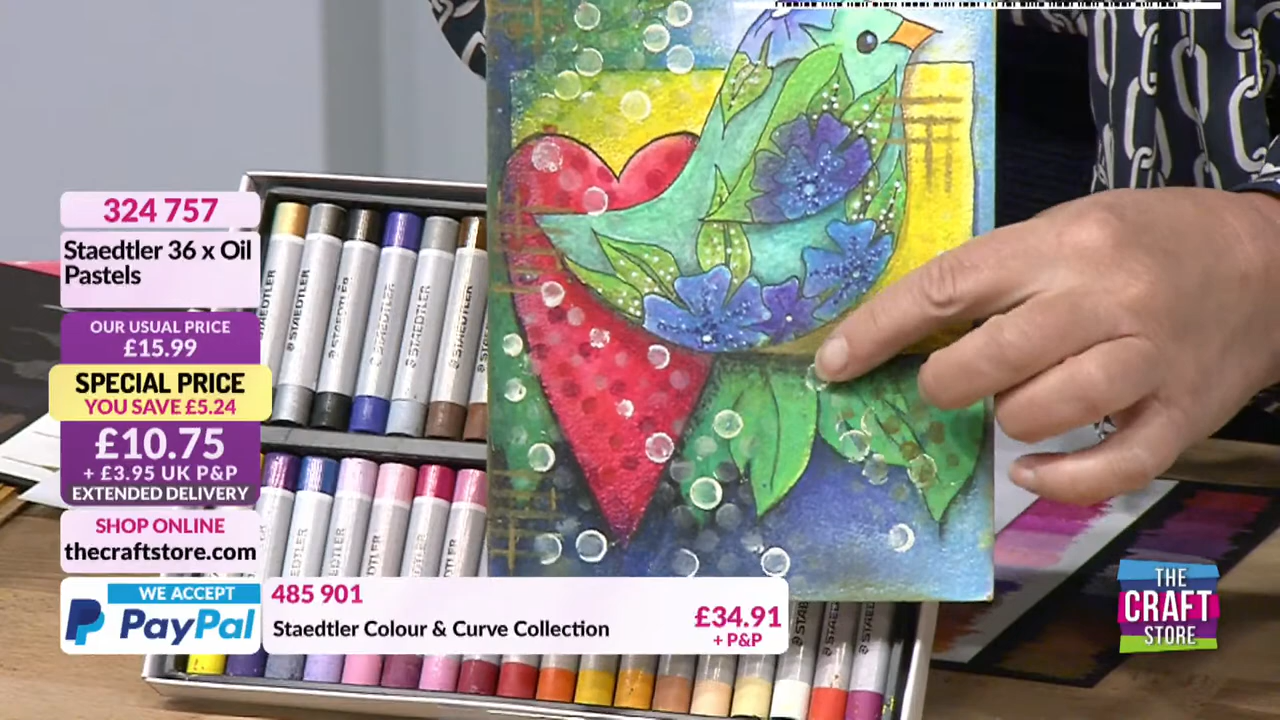 324 757
Staedtler 36 x Oil
Pastels
OUR USUAL PRICE
£15.99
SPECIAL PRICE
YOU SAVE £5.24
£10.75
+ £3.95 UK P&P
EXTENDED DELIVERY
SHOP ONLINE
thecraftstore.com
WE ACCEPT
PayPal
485 901
Staedtler Colour & Curve Collection
£34.91
+ P&P
THE
CRAFT
STORE
STAEDTLER
STAEDTLER
STAEDTLER
STAEDTLER
STAEDTLER